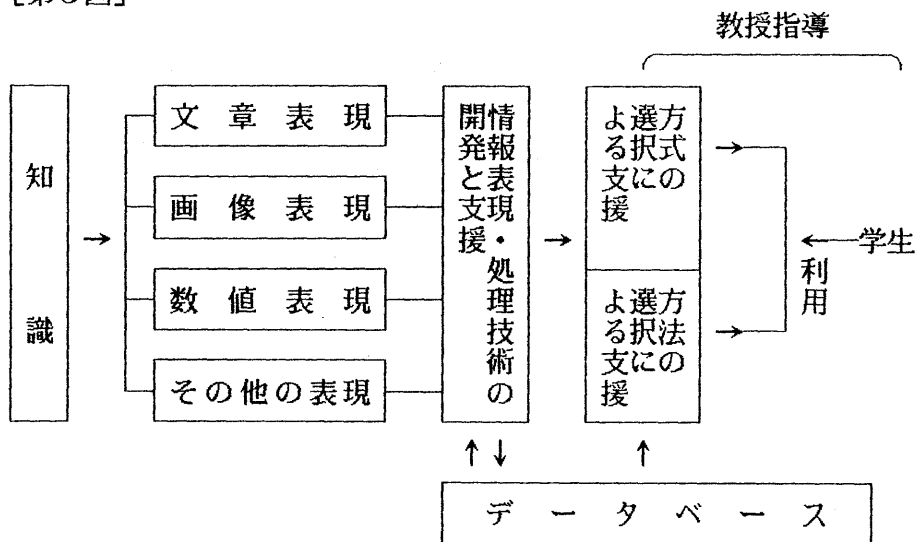 教授指導
知識
文章表現
画像表現
数値表現
その他の表現
情報表現・処理技術の
開発と支援
方式の
選択に
よる支援
方法の
選択に
よる支援
利用
学生
データベース